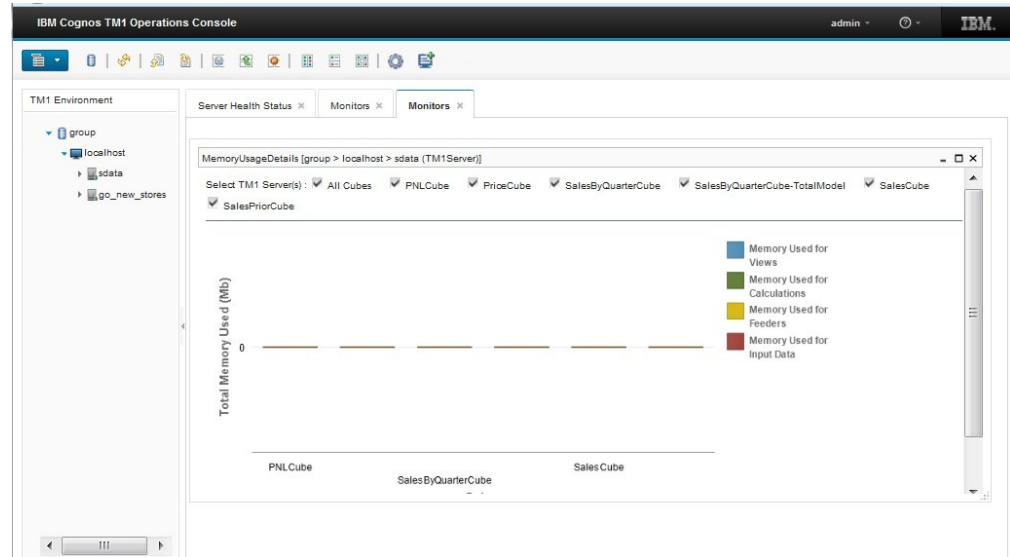 IBM Cognos TM1 Operations Console
admin
IBM.
TM1 Environment
group
localhost
sdata
go_new_stores
Server Health Status
Monitors
Monitors
MemoryUsageDetails [group > localhost > sdata (TM1Server)]
Select TM1 Server(s) : All Cubes PNLCube PriceCube SalesByQuarterCube SalesByQuarterCube-TotalModel SalesCube
SalesPriorCube
Total Memory Used (Mb)
0
Memory Used for
Views
Memory Used for
Calculations
Memory Used for
Feeders
Memory Used for
Input Data
PNLCube
SalesByQuarterCube
SalesCube